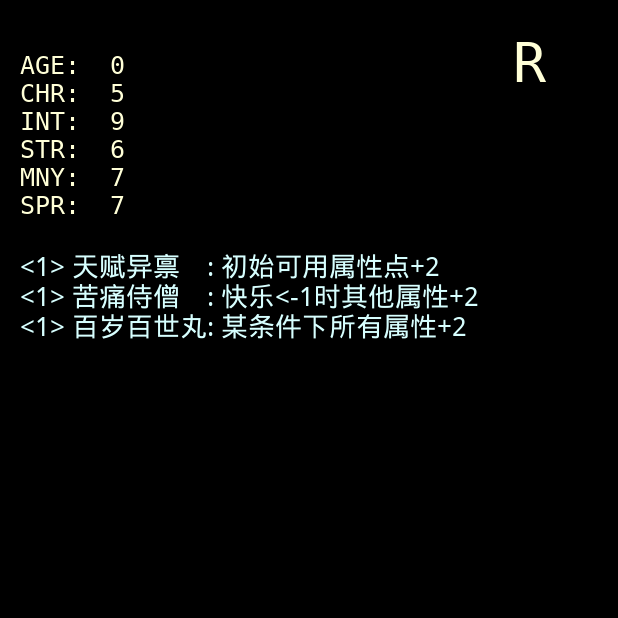 R
AGE: 0
CHR: 5
INT: 9
STR: 6
MNY: 7
SPR: 7
<1> 天赋异禀 : 初始可用属性点+2
<1> 苦痛侍僧 : 快乐<-1时其他属性+2
<1> 百岁百世丸: 某条件下所有属性+2